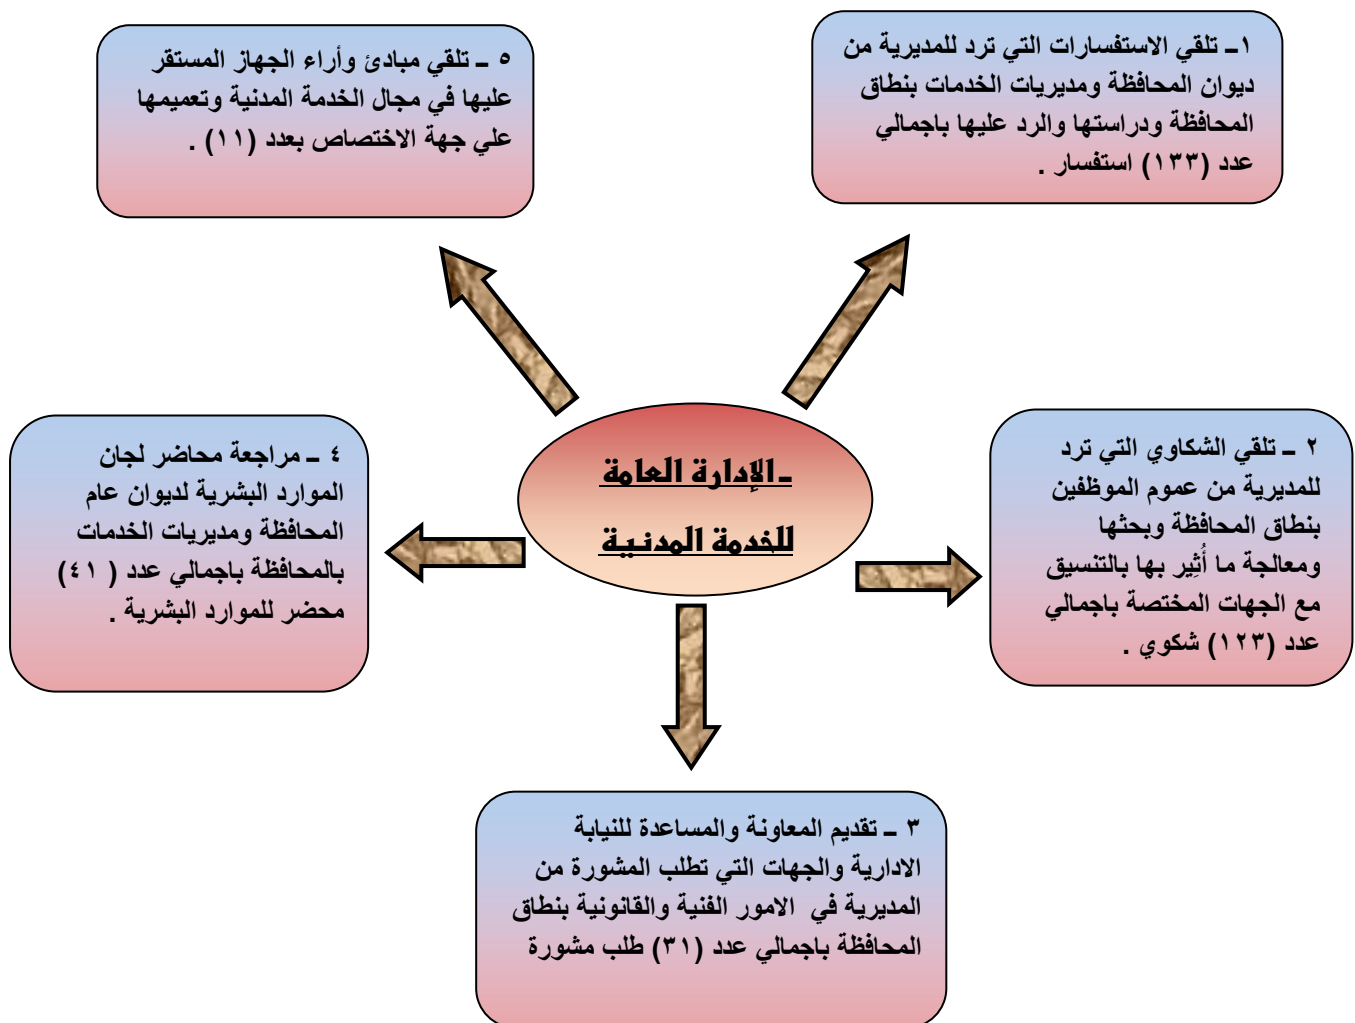 ١ـ تلقي الاستفسارات التي ترد للمديرية من
ديوان المحافظة ومديريات الخدمات بنطاق
المحافظة ودراستها والرد عليها باجمالي
عدد (١٣٣) استفسار .
٥ ـ تلقي مبادئ وأراء الجهاز المستقر
عليها في مجال الخدمة المدنية وتعميمها
علي جهة الاختصاص بعدد (١١) .
ـ الإدارة العامة
للخدمة المدنية
٢ ـ تلقي الشكاوي التي ترد
للمديرية من عموم الموظفين
بنطاق المحافظة وبحثها
ومعالجة ما أُثِير بها بالتنسيق
مع الجهات المختصة باجمالي
عدد (١٢٣) شكوي .
٤ ـ مراجعة محاضر لجان
الموارد البشرية لديوان عام
المحافظة ومديريات الخدمات
بالمحافظة باجمالي عدد ( ٤١)
محضر للموارد البشرية .
٣ ـ تقديم المعاونة والمساعدة للنيابة
الادارية والجهات التي تطلب المشورة من
المديرية في الامور الفنية والقانونية بنطاق
المحافظة باجمالي عدد (٣١) طلب مشورة